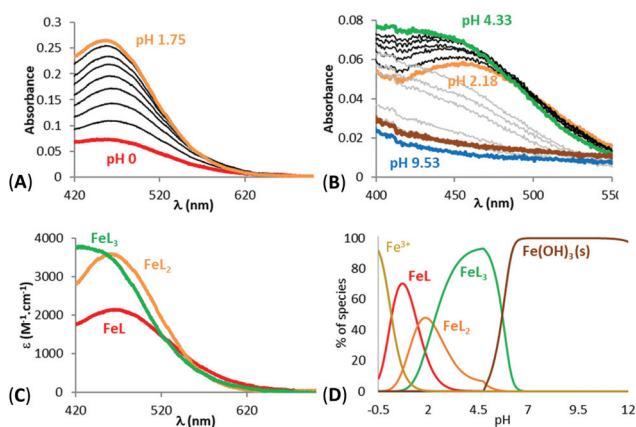 0.3
0.25
0.2
0.15
0.1
0.05
0
Absorbance
pH 1.75
pH 0
420 520 620
λ (nm)
(A)
0.08
0.06
0.04
0.02
0
Absorbance
pH 4.33
pH 2.18
pH 9.53
400 450 500 550
λ (nm)
(B)
4000
3000
2000
1000
0
ε (M⁻¹.cm⁻¹)
FeL₃
FeL₂
FeL
420 520 620
λ (nm)
(C)
100
80
60
40
20
0
% of species
Fe³⁺
FeL
FeL₂
FeL₃
Fe(OH)₃(s)
-0.5 2 4.5 7 9.5 12
pH
(D)